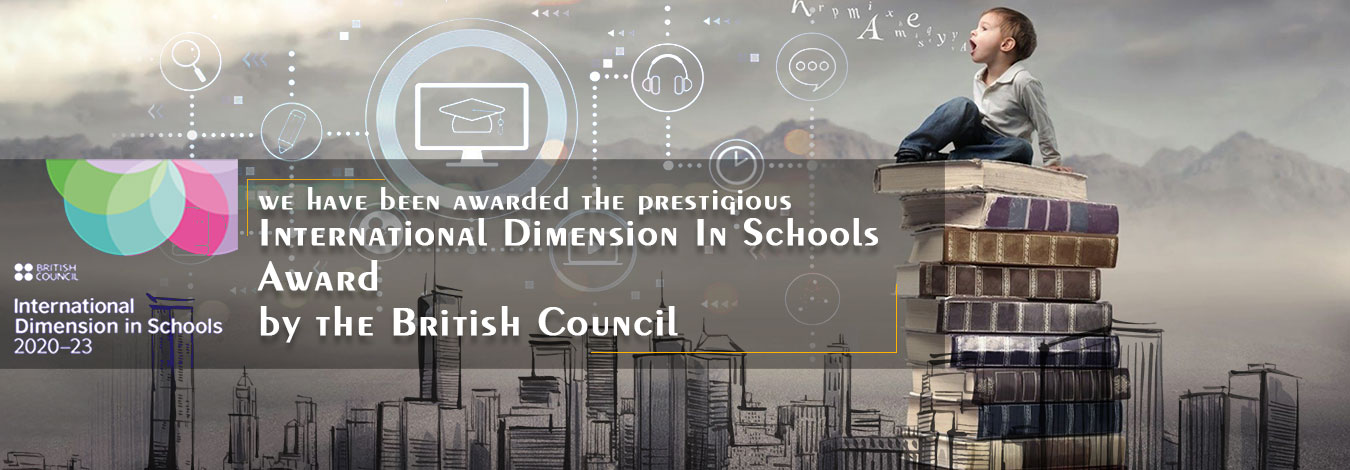 we have been awarded the prestigious
International Dimension In Schools
Award
by the British Council
BRITISH
COUNCIL
International
Dimension in Schools
2020–23